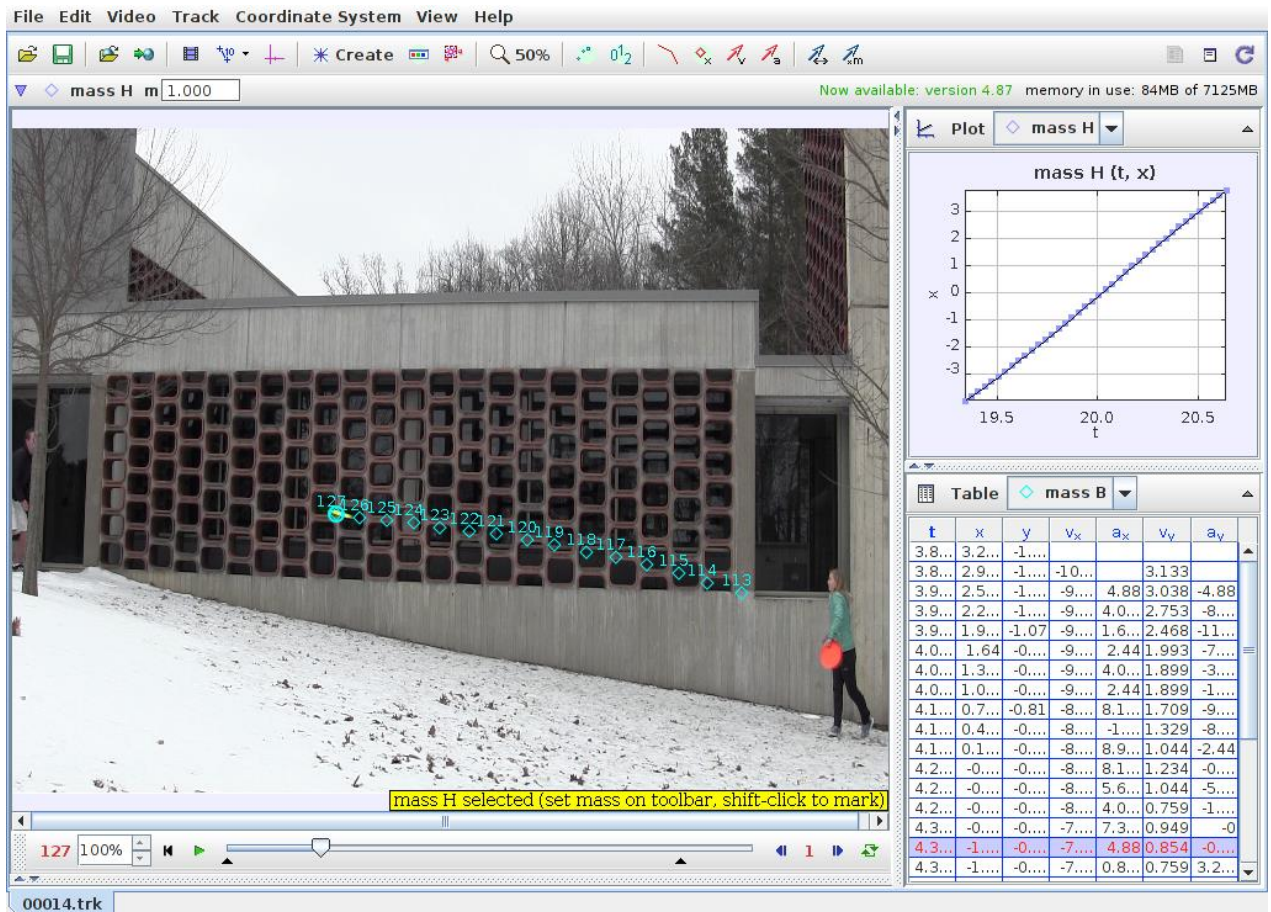 File Edit Video Track Coordinate System View Help
Create 50%
mass H m 1.000 Now available: version 4.87 memory in use: 84MB of 7125MB
Plot mass H
mass H (t, x)
3
2
1
0
-1
-2
-3
x
19.5 20.0 20.5
t
127 126 125 124 123 122 121 120 119 118 117 116 115 114 113
Table mass B
t x y vx ax vy ay
3.8... 3.2... -1....
3.8... 2.9... -1.... -10... 3.133
3.9... 2.5... -1.... -9.... 4.88 3.038 -4.88
3.9... 2.2... -1.... -9.... 4.0... 2.753 -8....
3.9... 1.9... -1.07 -9.... 1.6... 2.468 -11...
4.0... 1.64 -0.... -9.... 2.44 1.993 -7....
4.0... 1.3... -0.... -9.... 4.0... 1.899 -3....
4.0... 1.0... -0.... -9.... 2.44 1.899 -1....
4.1... 0.7... -0.81 -8.... 8.1... 1.709 -9....
4.1... 0.4... -0.... -8.... -1.... 1.329 -8....
4.1... 0.1... -0.... -8.... 8.9... 1.044 -2.44
4.2... -0.... -0.... -8.... 8.1... 1.234 -0....
4.2... -0.... -0.... -8.... 5.6... 1.044 -5....
4.2... -0.... -0.... -8.... 4.0... 0.759 -1....
4.3... -0.... -0.... -7.... 7.3... 0.949 -0
4.3... -1.... -0.... -7.... 4.88 0.854 -0....
4.3... -1.... -0.... -7.... 0.8... 0.759 3.2...
mass H selected (set mass on toolbar, shift-click to mark)
127 100% 1
00014.trk